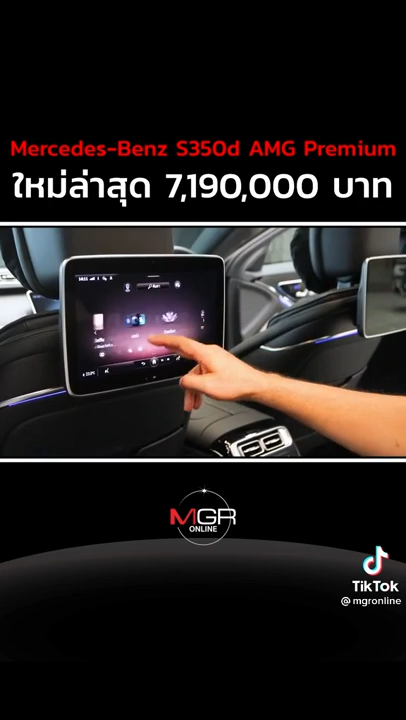 Mercedes-Benz S350d AMG Premium
ใหม่ล่าสุด 7,190,000 บาท
MGR
ONLINE
TikTok
@ mgronline